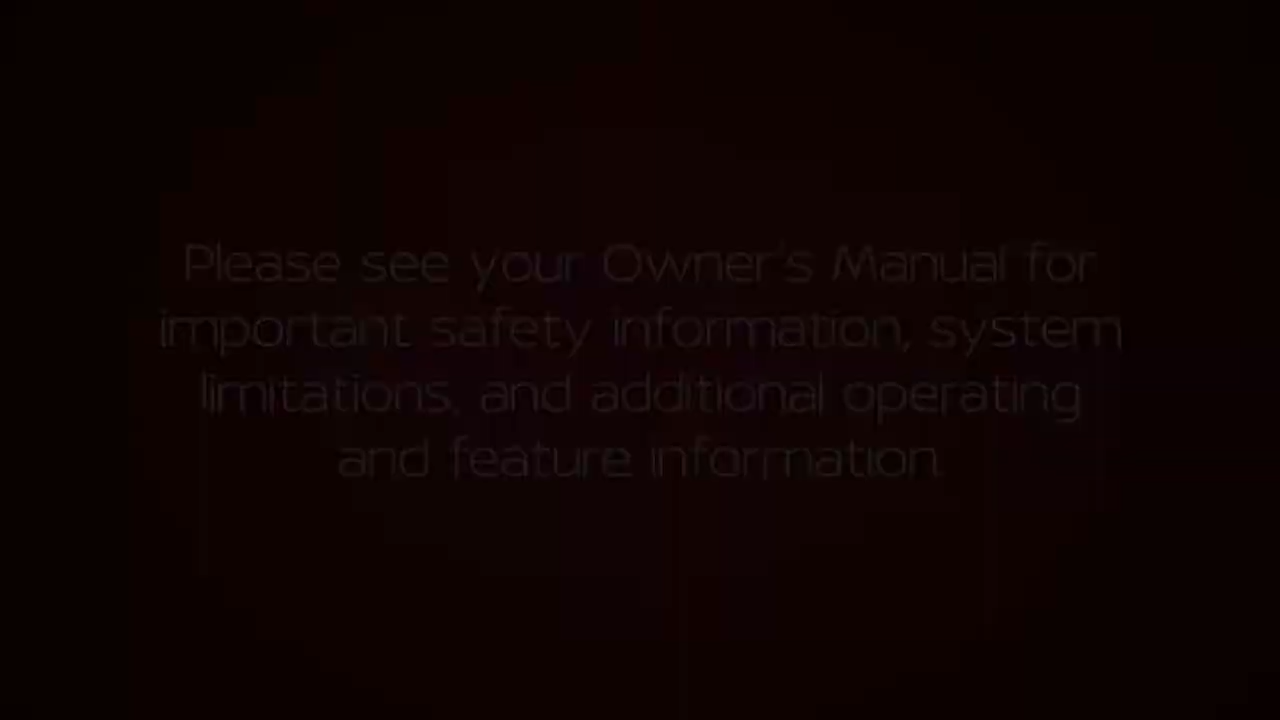 Please see your Owner's Manual for
important safety information, system
limitations, and additional operating
and feature information.